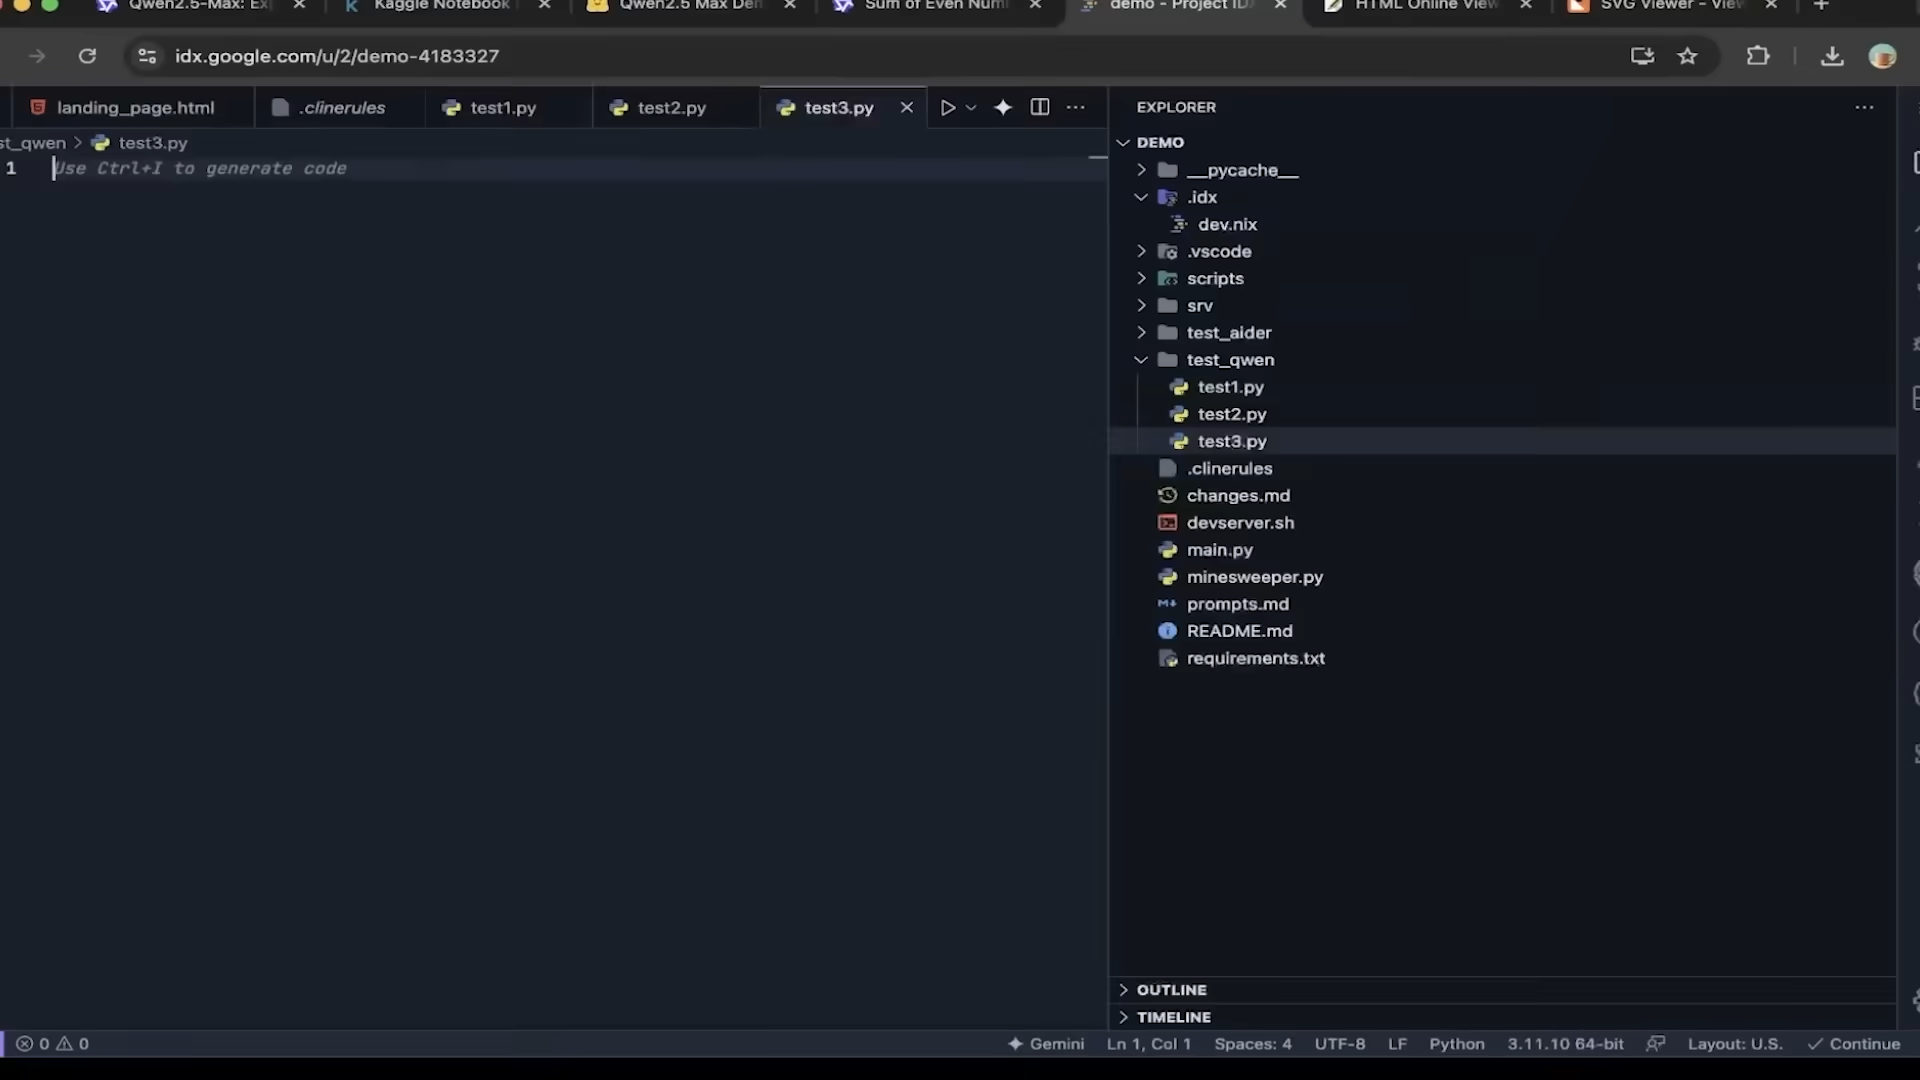 Qwen2.5-Max: Ex
Kaggle Notebook
Qwen2.5 Max Den
Sum of Even Num
demo - Project ID
HTML Online View
SVG Viewer - View
idx.google.com/u/2/demo-4183327
landing_page.html
.clinerules
test1.py
test2.py
test3.py
EXPLORER
st_qwen > test3.py
1 Use Ctrl+I to generate code
DEMO
__pycache__
.idx
dev.nix
.vscode
scripts
srv
test_aider
test_qwen
test1.py
test2.py
test3.py
.clinerules
changes.md
devserver.sh
main.py
minesweeper.py
prompts.md
README.md
requirements.txt
OUTLINE
TIMELINE
0 0 Gemini Ln 1, Col 1 Spaces: 4 UTF-8 LF Python 3.11.10 64-bit Layout: U.S. Continue